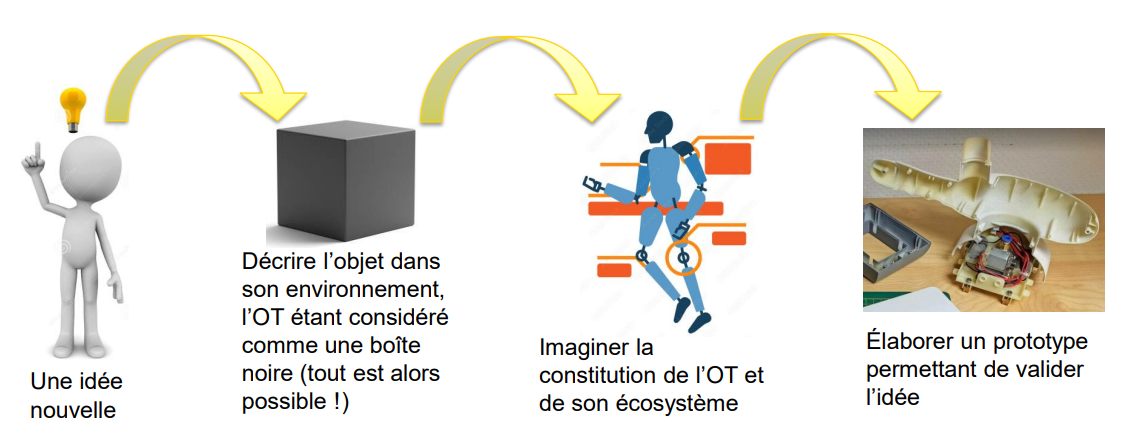 Une idée
nouvelle
Décrire l’objet dans
son environnement,
l’OT étant considéré
comme une boîte
noire (tout est alors
possible !)
Imaginer la
constitution de l’OT et
de son écosystème
Élaborer un prototype
permettant de valider
l’idée